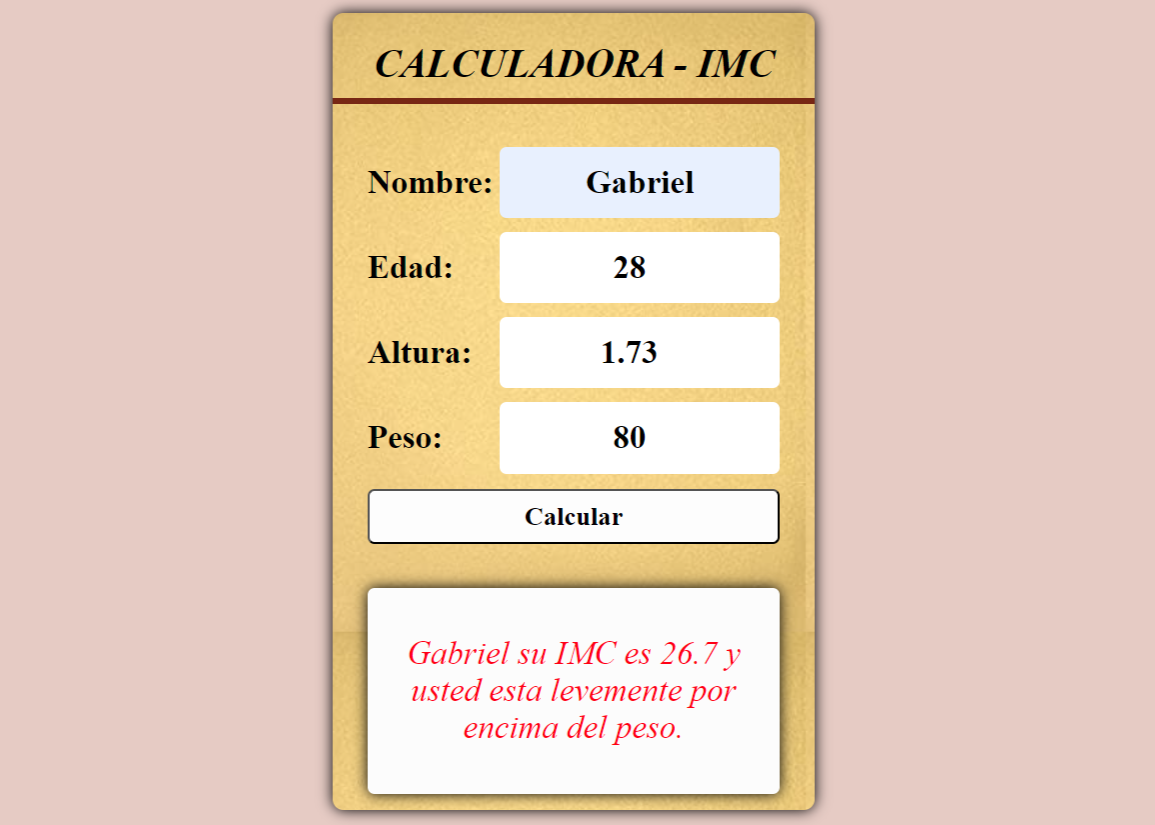 CALCULADORA - IMC
Nombre: Gabriel
Edad: 28
Altura: 1.73
Peso: 80
Calcular
Gabriel su IMC es 26.7 y
usted esta levemente por
encima del peso.